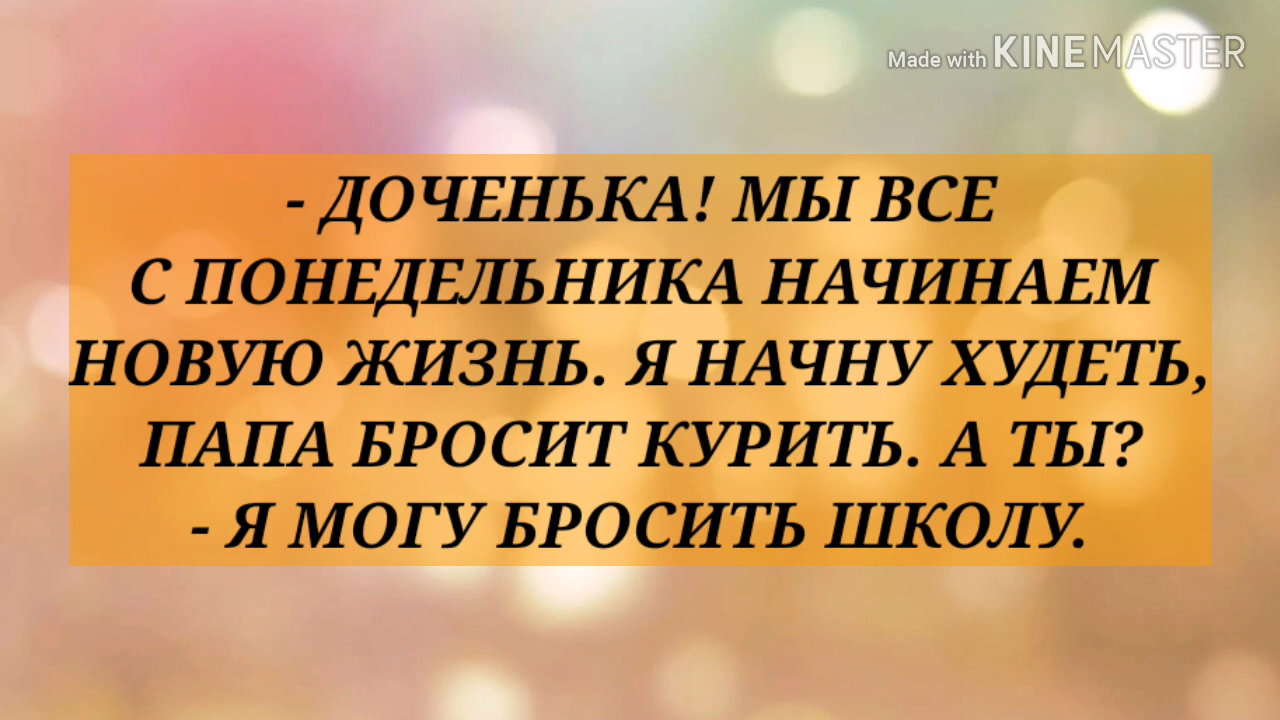 Made with KINEMASTER
- ДОЧЕНЬКА! МЫ ВСЕ
С ПОНЕДЕЛЬНИКА НАЧИНАЕМ
НОВУЮ ЖИЗНЬ. Я НАЧНУ ХУДЕТЬ,
ПАПА БРОСИТ КУРИТЬ. А ТЫ?
- Я МОГУ БРОСИТЬ ШКОЛУ.